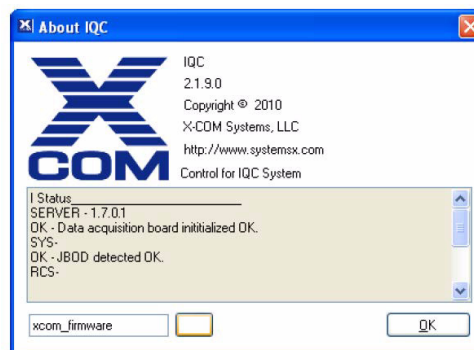 About IQC
IQC
2.1.9.0
Copyright © 2010
X-COM Systems, LLC
http://www.systemsx.com
Control for IQC System
X
COM
I Status_________________________
SERVER - 1.7.0.1
OK - Data acquisition board inititialized OK.
SYS-
OK - JBOD detected OK.
RCS-
xcom_firmware
OK